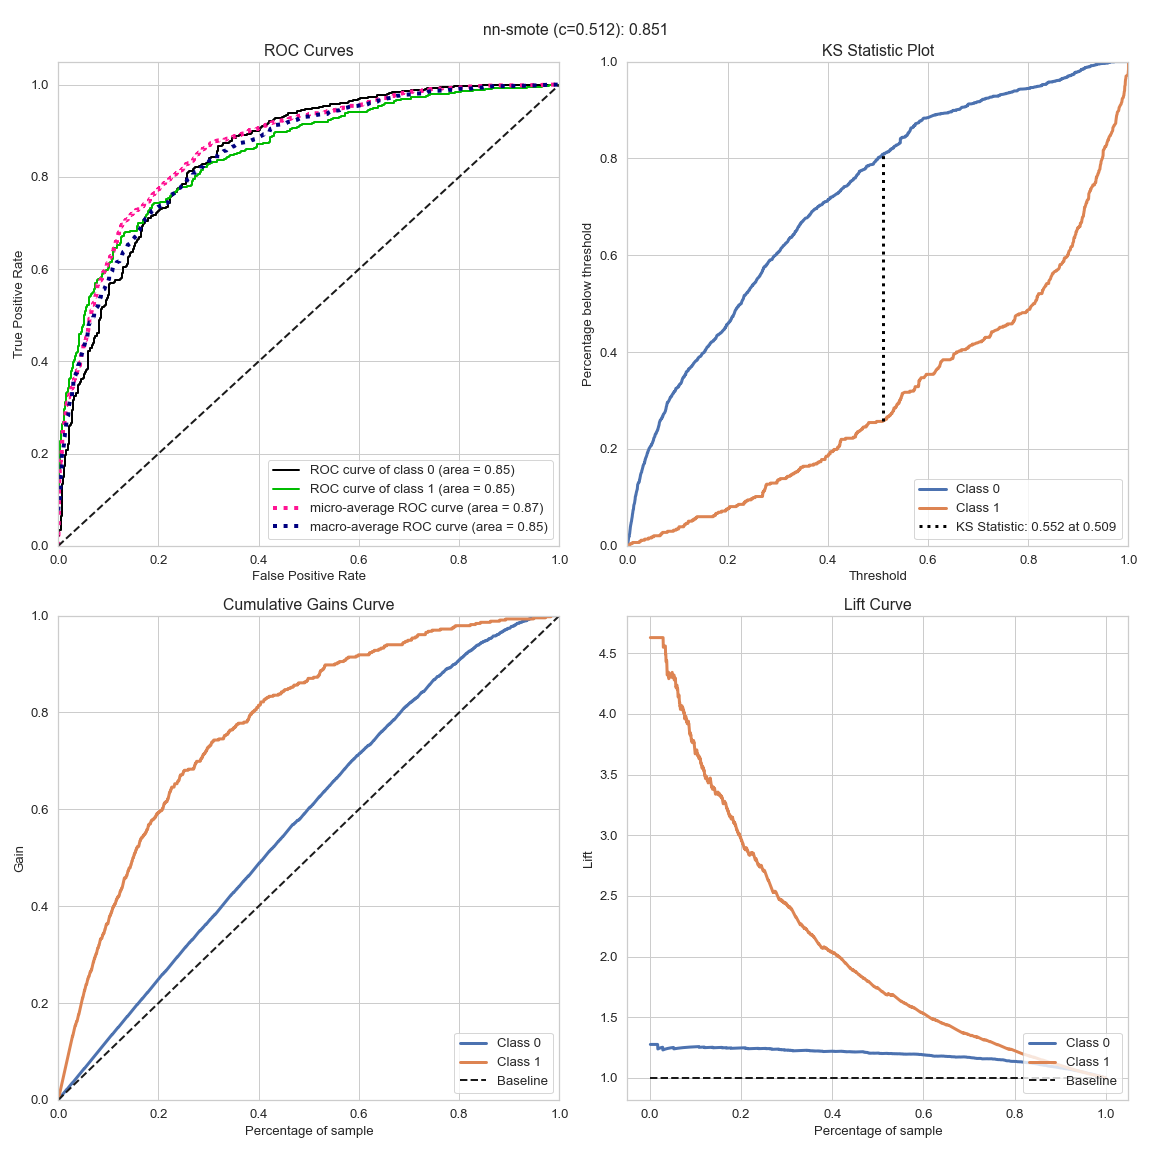 nn-smote (c=0.512): 0.851
ROC Curves
1.0
0.8
0.6
0.4
0.2
0.0
True Positive Rate
ROC curve of class 0 (area = 0.85)
ROC curve of class 1 (area = 0.85)
micro-average ROC curve (area = 0.87)
macro-average ROC curve (area = 0.85)
0.0 0.2 0.4 0.6 0.8 1.0
False Positive Rate
KS Statistic Plot
1.0
0.8
0.6
0.4
0.2
0.0
Percentage below threshold
Class 0
Class 1
KS Statistic: 0.552 at 0.509
0.0 0.2 0.4 0.6 0.8 1.0
Threshold
Cumulative Gains Curve
1.0
0.8
0.6
0.4
0.2
0.0
Gain
Class 0
Class 1
Baseline
0.0 0.2 0.4 0.6 0.8 1.0
Percentage of sample
Lift Curve
4.5
4.0
3.5
3.0
2.5
2.0
1.5
1.0
Lift
Class 0
Class 1
Baseline
0.0 0.2 0.4 0.6 0.8 1.0
Percentage of sample